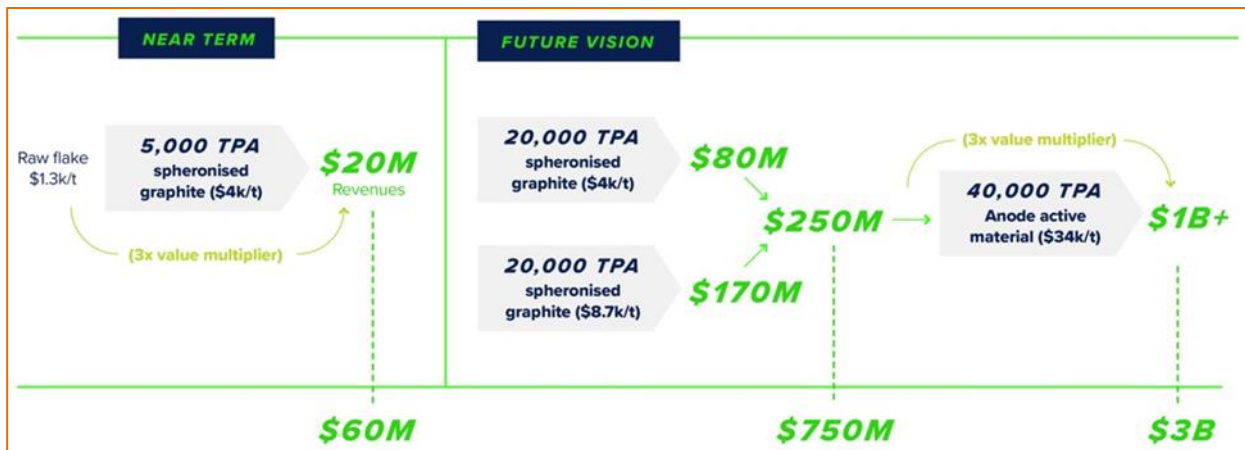 NEAR TERM
Raw flake
$1.3k/t
5,000 TPA
spheronised
graphite ($4k/t)
$20M
Revenues
(3x value multiplier)
$60M
FUTURE VISION
20,000 TPA
spheronised
graphite ($4k/t)
$80M
20,000 TPA
spheronised
graphite ($8.7k/t)
$170M
$250M
(3x value multiplier)
40,000 TPA
Anode active
material ($34k/t)
$1B+
$750M
$3B